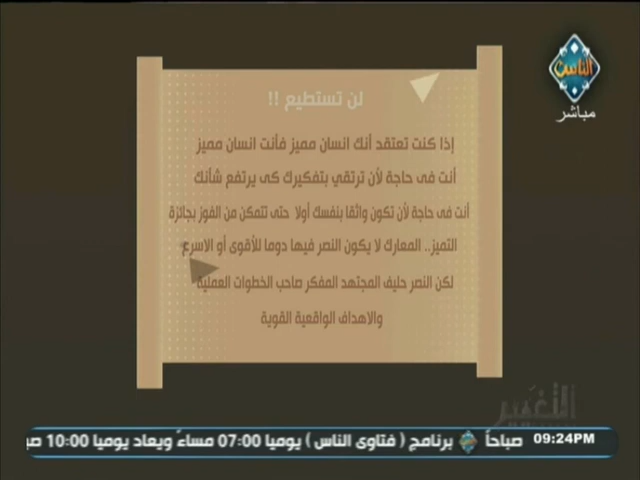 الناس
مباشر
لن تستطيع !!
إذا كنت تعتقد أنك انسان مميز فأنت انسان مميز
أنت فى حاجة لأن ترتقي بتفكيرك كى يرتفع شأنك
أنت فى حاجة لأن تكون واثقا بنفسك أولا حتى تتمكن من الفوز بجائزة
التميز.. المعارك لا يكون النصر فيها دوما للأقوى أو الاسرع
لكن النصر حليف المجتهد المفكر صاحب الخطوات العملية
والاهداف الواقعية القوية
التغيير
صباحاً برنامج ( فتاوى الناس ) يوميا 07:00 مساءً ويعاد يوميا 10:00 09:24PM